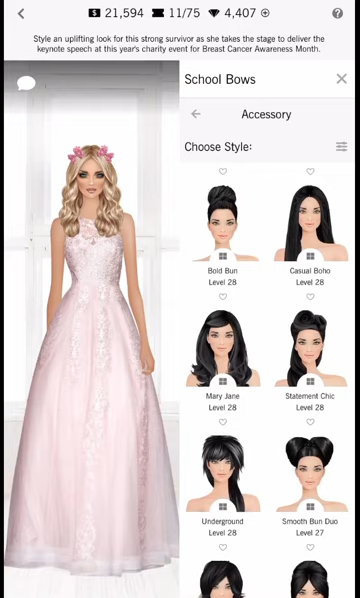 $ 21,594 11/75 4,407
Style an uplifting look for this strong survivor as she takes the stage to deliver the
keynote speech at this year's charity event for Breast Cancer Awareness Month.
School Bows
Accessory
Choose Style:
Bold Bun
Level 28
Casual Boho
Level 28
Mary Jane
Level 28
Statement Chic
Level 28
Underground
Level 28
Smooth Bun Duo
Level 27